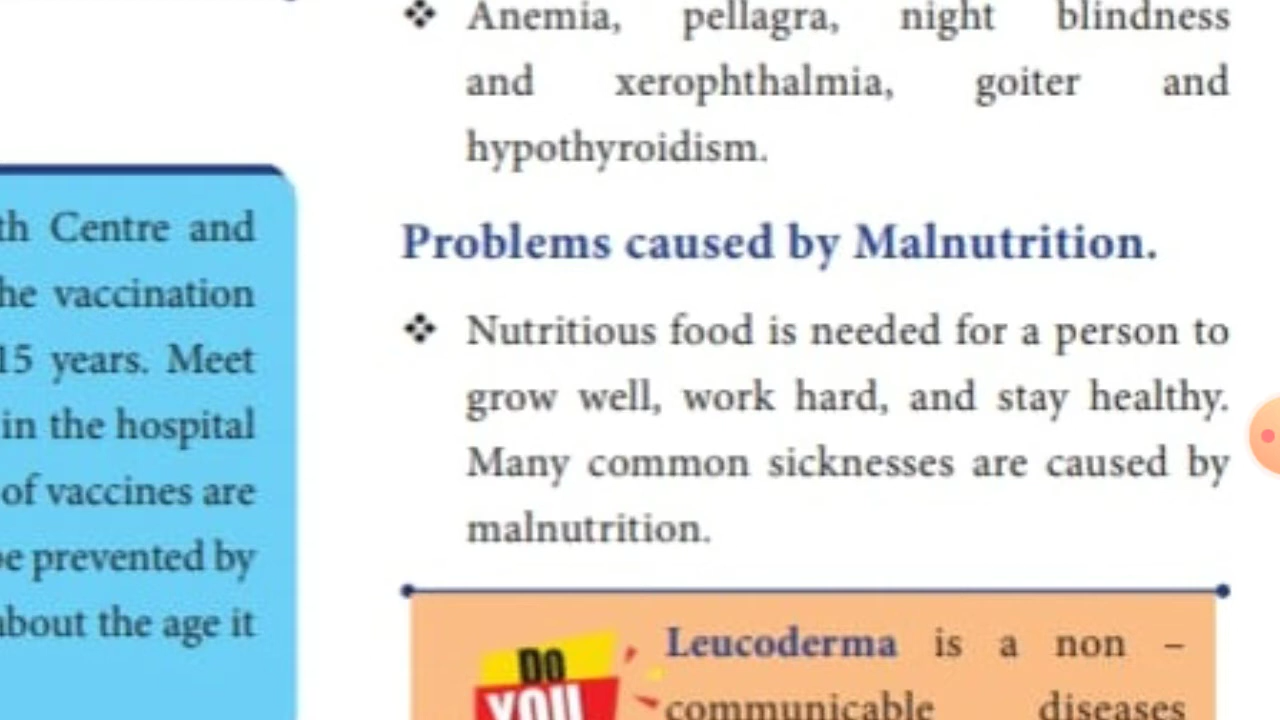 th Centre and
he vaccination
15 years. Meet
in the hospital
of vaccines are
be prevented by
about the age it
❖ Anemia, pellagra, night blindness
and xerophthalmia, goiter and
hypothyroidism.
Problems caused by Malnutrition.
❖ Nutritious food is needed for a person to
grow well, work hard, and stay healthy.
Many common sicknesses are caused by
malnutrition.
DO
YOU
Leucoderma is a non –
communicable diseases